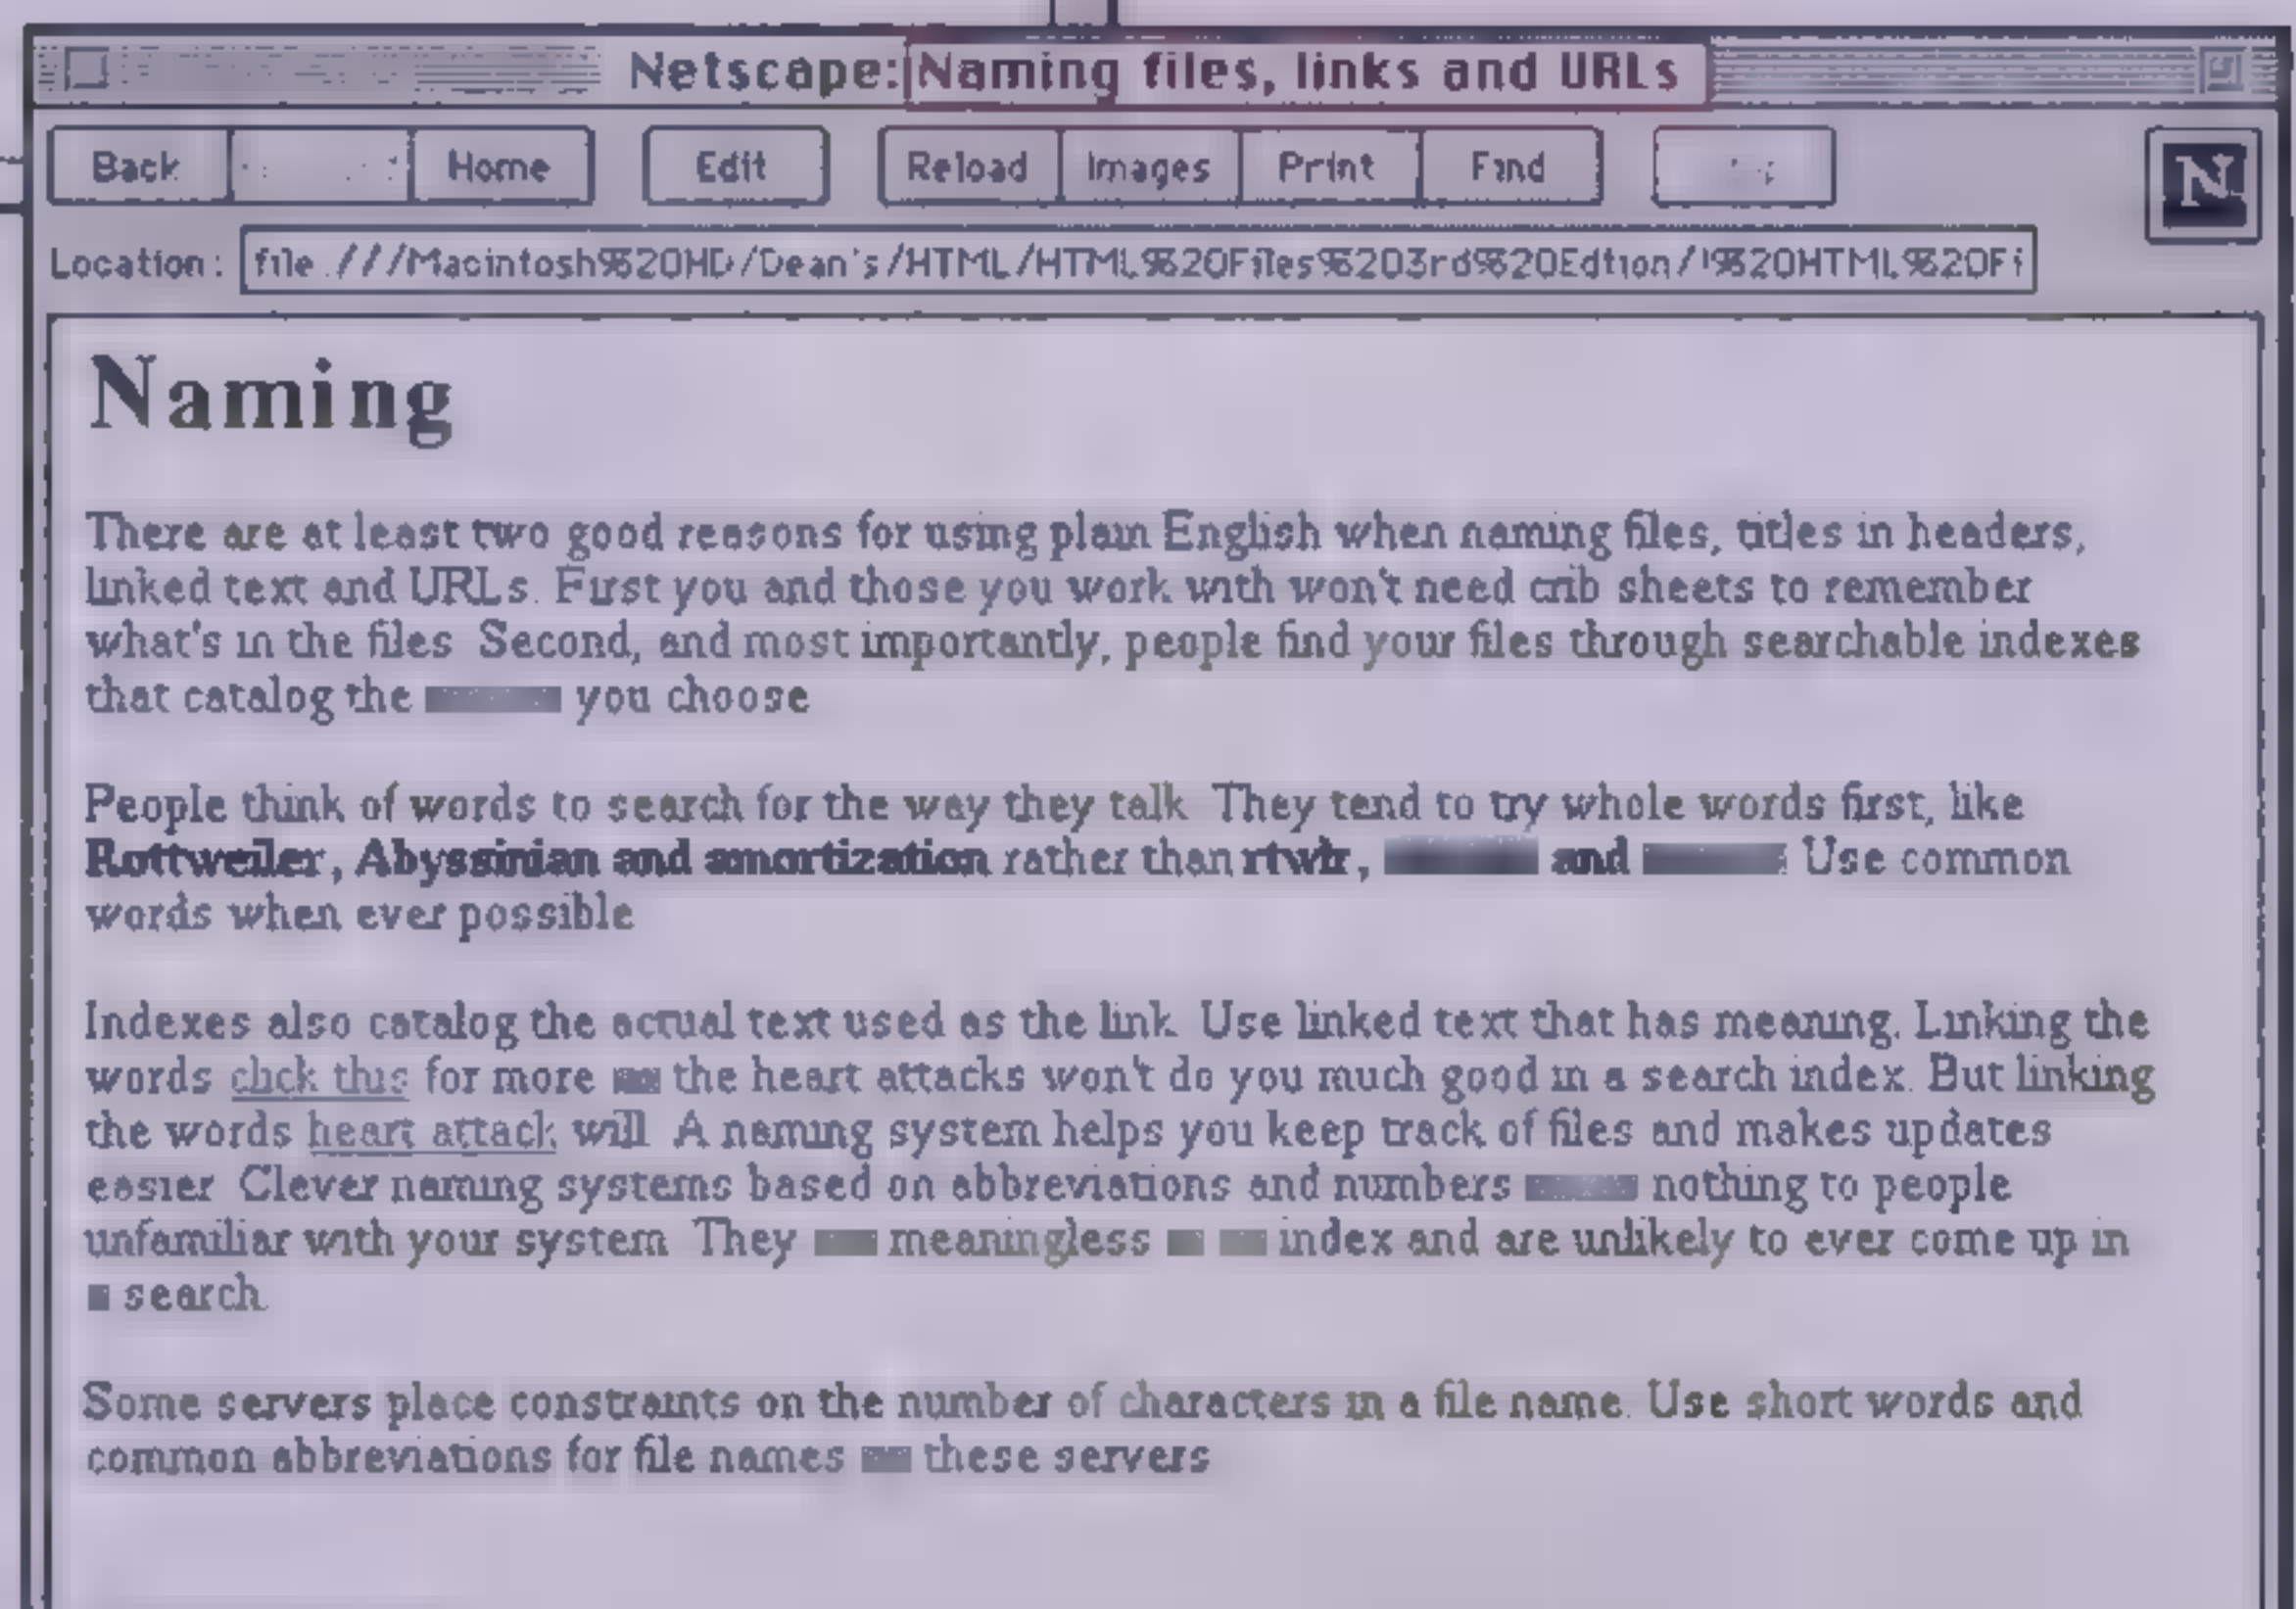 Netscape: Naming files, links and URLs
Back Home Edit Reload Images Print Find
N
Location: file:///Macintosh%20HD/Dean's/HTML/HTML%20Files%203rd%20Edtion/1%20HTML%20Fi
Naming
There are at least two good reasons for using plain English when naming files, titles in headers,
linked text and URLs. First you and those you work with won't need crib sheets to remember
what's in the files. Second, and most importantly, people find your files through searchable indexes
that catalog the you choose
People think of words to search for the way they talk. They tend to try whole words first, like
Rottweiler, Abyssinian and amortization rather than rtwlr, and Use common
words when ever possible
Indexes also catalog the actual text used as the link. Use linked text that has meaning. Linking the
words click this for more the heart attacks won't do you much good in a search index. But linking
the words heart attack will. A naming system helps you keep track of files and makes updates
easier. Clever naming systems based on abbreviations and numbers nothing to people
unfamiliar with your system. They meaningless index and are unlikely to ever come up in
search.
Some servers place constraints on the number of characters in a file name. Use short words and
common abbreviations for file names these servers